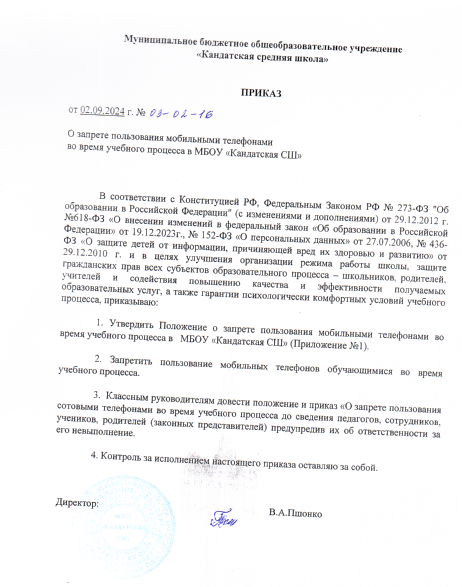 Муниципальное бюджетное общеобразовательное учреждение
«Кандатская средняя школа»
ПРИКАЗ
от 02.09.2024 г. № 03-02-16
О запрете пользования мобильными телефонами
во время учебного процесса в МБОУ «Кандатская СШ»
В соответствии с Конституцией РФ, Федеральным Законом РФ № 273-ФЗ "Об
образовании в Российской Федерации" (с изменениями и дополнениями) от 29.12.2012 г.
№618-ФЗ «О внесении изменений в федеральный закон «Об образовании в Российской
Федерации» от 19.12.2023г., № 152-ФЗ «О персональных данных» от 27.07.2006, № 436-
ФЗ «О защите детей от информации, причиняющей вред их здоровью и развитию» от
29.12.2010 г. и в целях улучшения организации режима работы школы, защите
гражданских прав всех субъектов образовательного процесса – школьников, родителей,
учителей и содействия повышению качества и эффективности получаемых
образовательных услуг, а также гарантии психологически комфортных условий учебного
процесса, приказываю:
1. Утвердить Положение о запрете пользования мобильными телефонами во
время учебного процесса в МБОУ «Кандатская СШ» (Приложение №1).
2. Запретить пользование мобильных телефонов обучающимися во время
учебного процесса.
3. Классным руководителям довести положение и приказ «О запрете пользования
сотовыми телефонами во время учебного процесса до сведения педагогов, сотрудников,
учеников, родителей (законных представителей) предупредив их об ответственности за
его невыполнение.
4. Контроль за исполнением настоящего приказа оставляю за собой.
Директор:
В.А.Пшонко